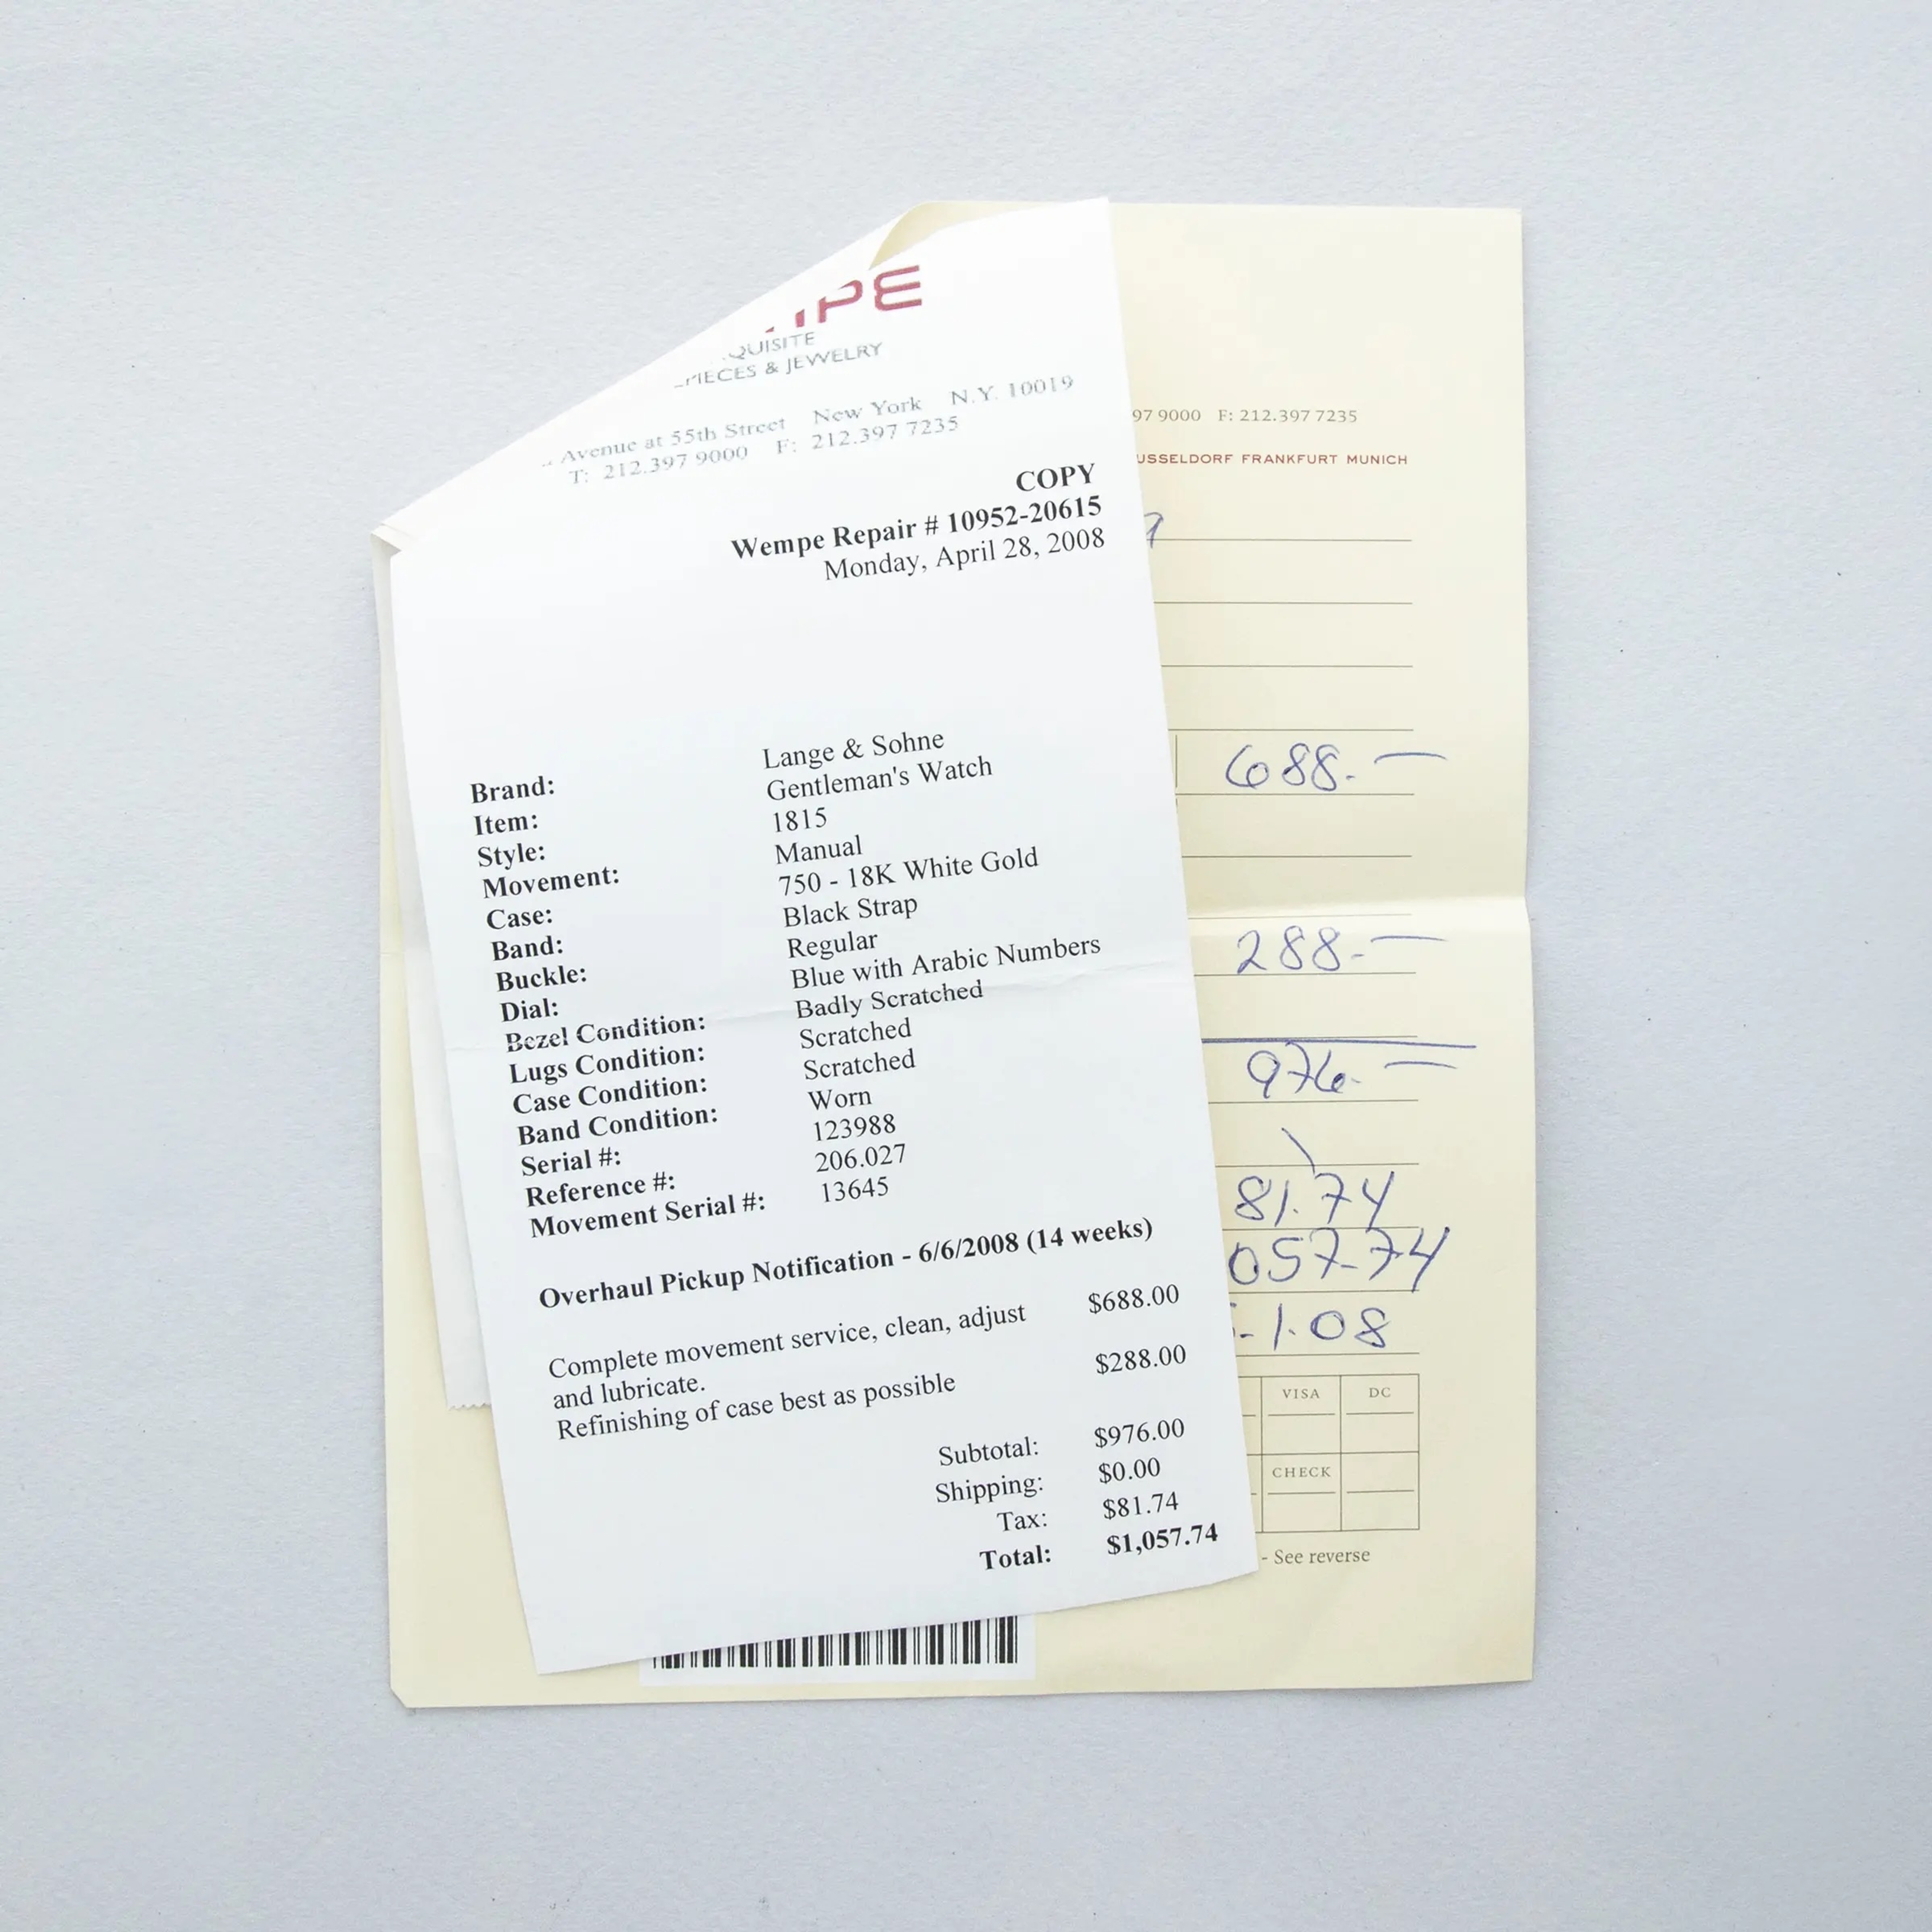 QUISITE
PIECES & JEWELRY
Avenue at 55th Street New York N.Y. 10019
T: 212.397 9000 F: 212.397 7235
COPY
Wempe Repair # 10952-20615
Monday, April 28, 2008
Brand: Lange & Sohne
Item: Gentleman's Watch
Style: 1815
Movement: Manual
Case: 750 - 18K White Gold
Band: Black Strap
Buckle: Regular
Dial: Blue with Arabic Numbers
Bezel Condition: Badly Scratched
Lugs Condition: Scratched
Case Condition: Scratched
Band Condition: Worn
Serial #: 123988
Reference #: 206.027
Movement Serial #: 13645
Overhaul Pickup Notification - 6/6/2008 (14 weeks)
Complete movement service, clean, adjust $688.00
and lubricate.
Refinishing of case best as possible $288.00
Subtotal: $976.00
Shipping: $0.00
Tax: $81.74
Total: $1,057.74
97 9000 F: 212.397 7235
USSELDORF FRANKFURT MUNICH
688.-
288.-
976.-
81.74
057.74
-1.08
VISA DC
CHECK
- See reverse